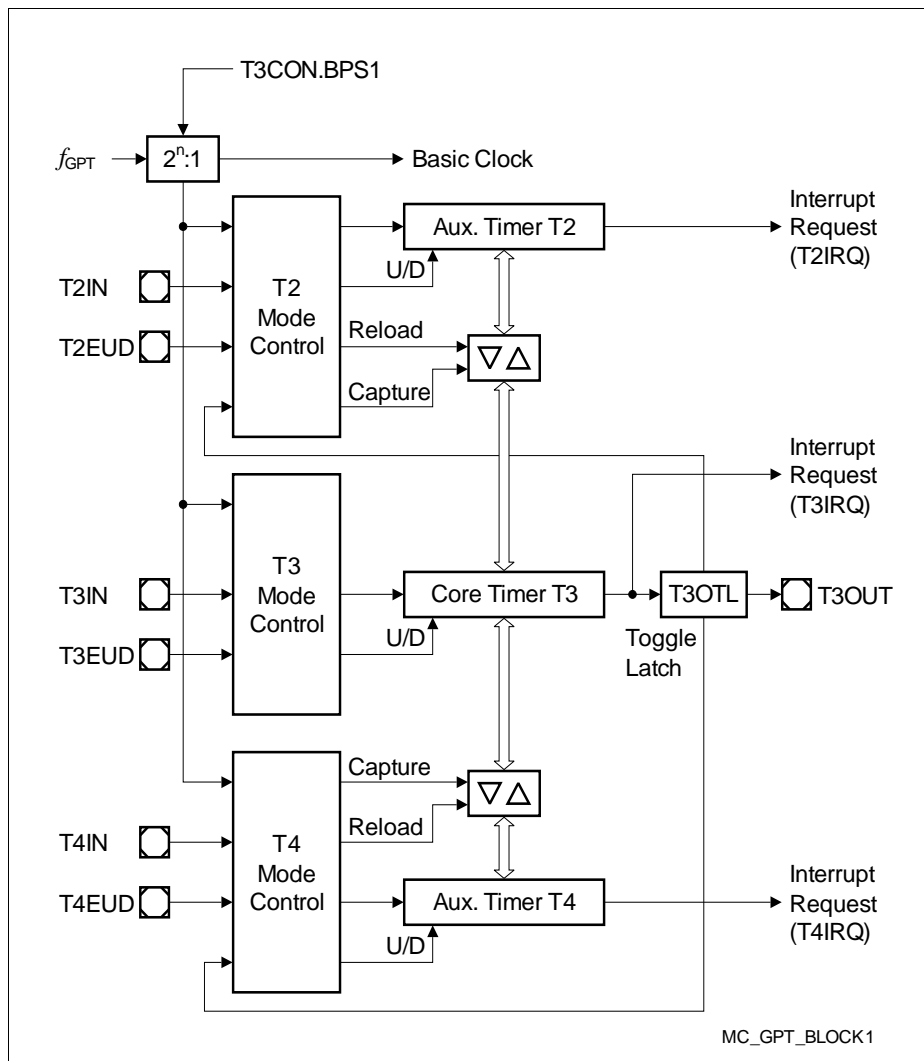 T3CON.BPS1
fGPT
2n:1
Basic Clock
Aux. Timer T2
Interrupt
Request
(T2IRQ)
U/D
T2IN
T2
Mode
Control
T2EUD
Reload
Capture
Interrupt
Request
(T3IRQ)
T3
Mode
Control
T3IN
Core Timer T3
T3OTL
T3OUT
T3EUD
U/D
Toggle
Latch
Capture
Reload
T4IN
T4
Mode
Control
T4EUD
Aux. Timer T4
Interrupt
Request
(T4IRQ)
U/D
MC_GPT_BLOCK1